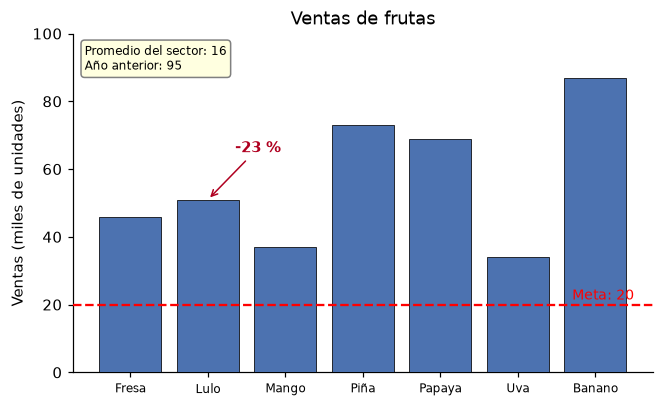 Ventas de frutas
Ventas (miles de unidades)
100
80
60
40
20
0
Promedio del sector: 16
Año anterior: 95
-23 %
Meta: 20
Fresa
Lulo
Mango
Piña
Papaya
Uva
Banano